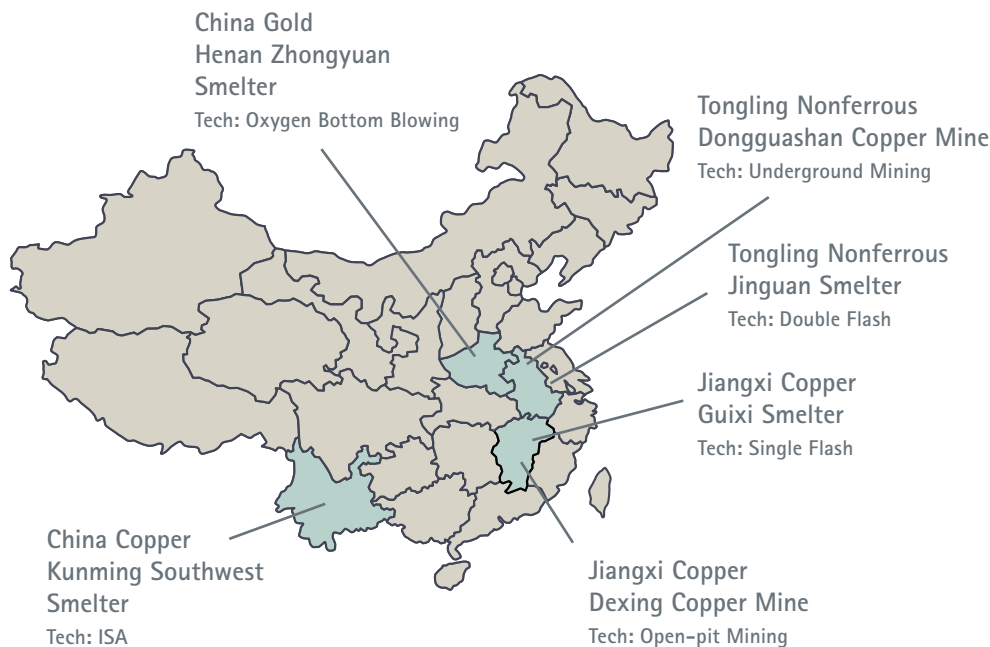 China Gold
Henan Zhongyuan
Smelter
Tech: Oxygen Bottom Blowing
Tongling Nonferrous
Dongguashan Copper Mine
Tech: Underground Mining
Tongling Nonferrous
Jinguan Smelter
Tech: Double Flash
Jiangxi Copper
Guixi Smelter
Tech: Single Flash
China Copper
Kunming Southwest
Smelter
Tech: ISA
Jiangxi Copper
Dexing Copper Mine
Tech: Open-pit Mining